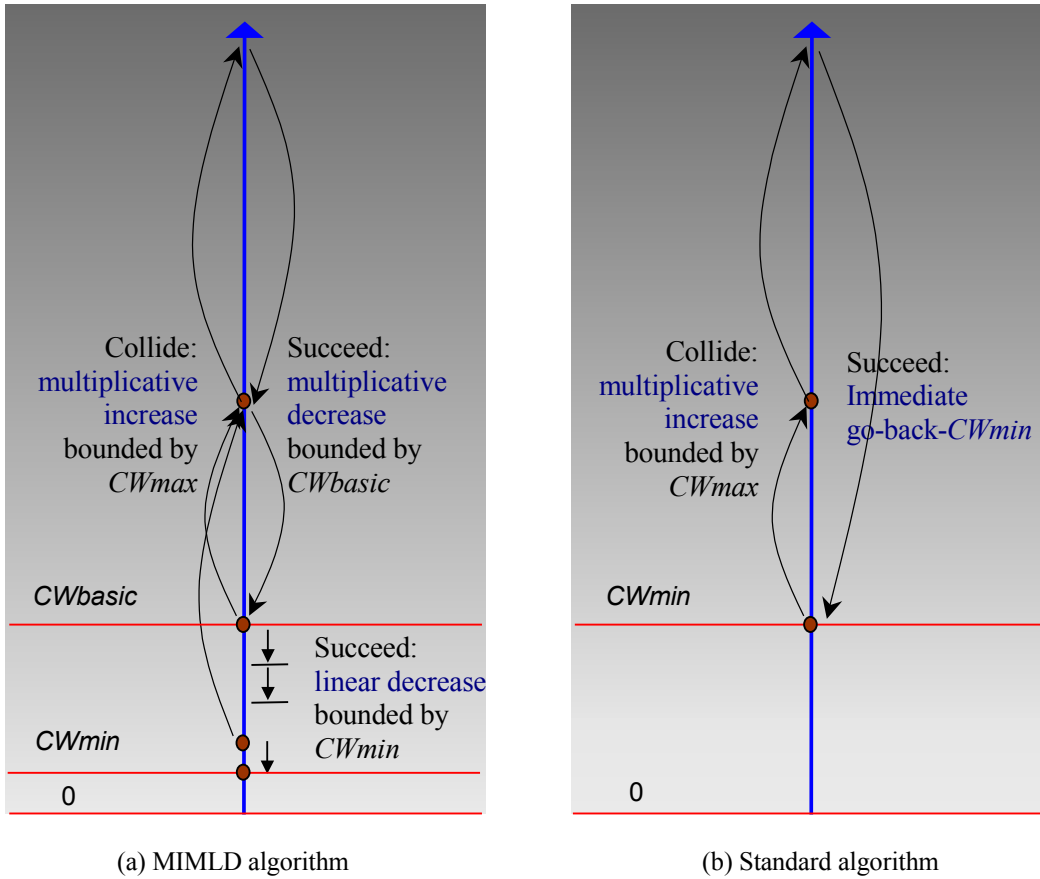 Collide:
multiplicative
increase
bounded by
CWmax
Succeed:
multiplicative
decrease
bounded by
CWbasic
CWbasic
Succeed:
linear decrease
bounded by
CWmin
CWmin
0
(a) MIMLD algorithm
Collide:
multiplicative
increase
bounded by
CWmax
Succeed:
Immediate
go-back-CWmin
CWmin
0
(b) Standard algorithm